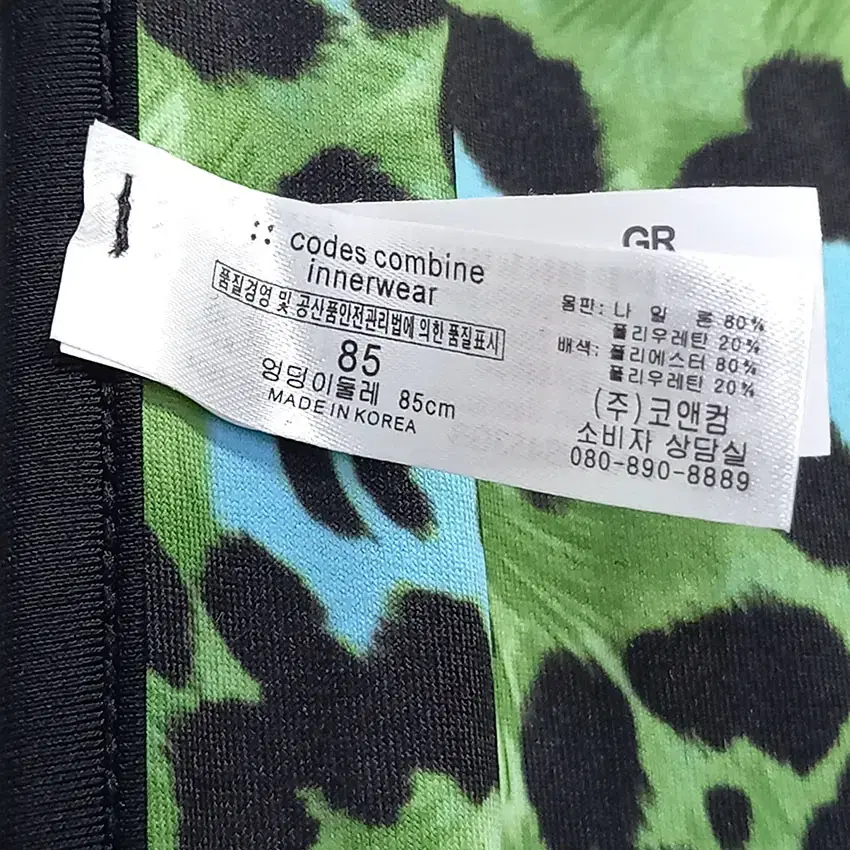 GR
codes combine
innerwear
품질경영 및 공산품안전관리법에 의한 품질표시
85
엉덩이둘레 85cm
MADE IN KOREA
몸판: 나 일 론 80%
폴리우레탄 20%
배색: 폴리에스터 80%
폴리우레탄 20%
(주)코앤컴
소비자 상담실
080-890-8889